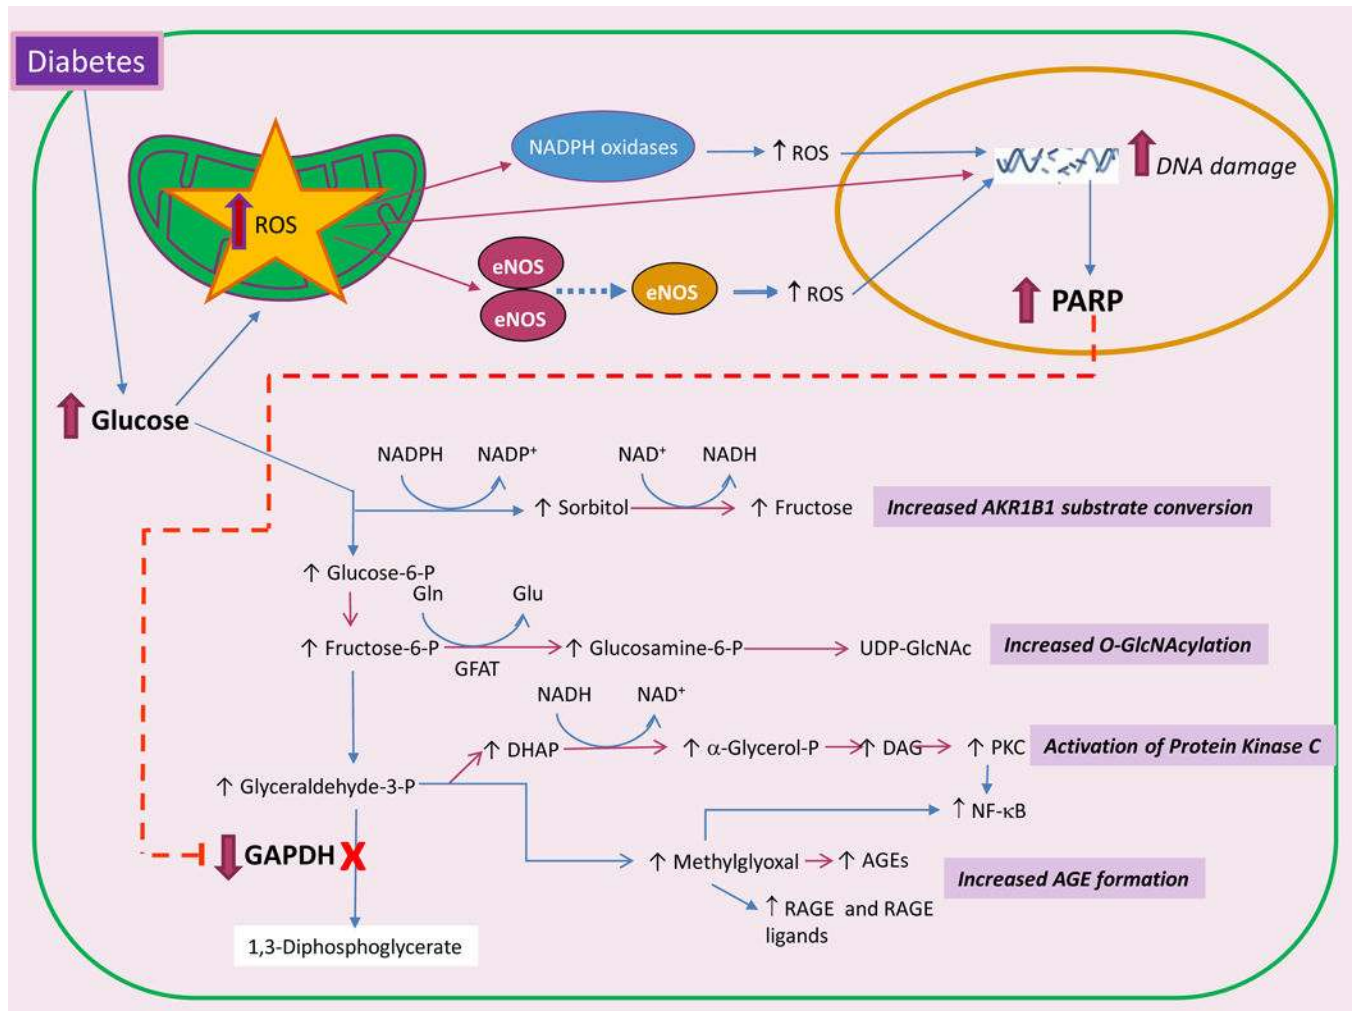 Diabetes
NADPH oxidases
↑ ROS
DNA damage
ROS
eNOS
eNOS
eNOS
↑ ROS
PARP
Glucose
NADPH NADP⁺ NAD⁺ NADH
↑ Sorbitol ↑ Fructose
Increased AKR1B1 substrate conversion
↑ Glucose-6-P
Gln Glu
↑ Fructose-6-P ↑ Glucosamine-6-P UDP-GlcNAc
Increased O-GlcNAcylation
GFAT
NADH NAD⁺
↑ DHAP ↑ α-Glycerol-P ↑ DAG ↑ PKC
Activation of Protein Kinase C
↑ Glyceraldehyde-3-P
↑ NF-κB
GAPDH X
↑ Methylglyoxal ↑ AGEs
Increased AGE formation
↑ RAGE and RAGE
ligands
1,3-Diphosphoglycerate